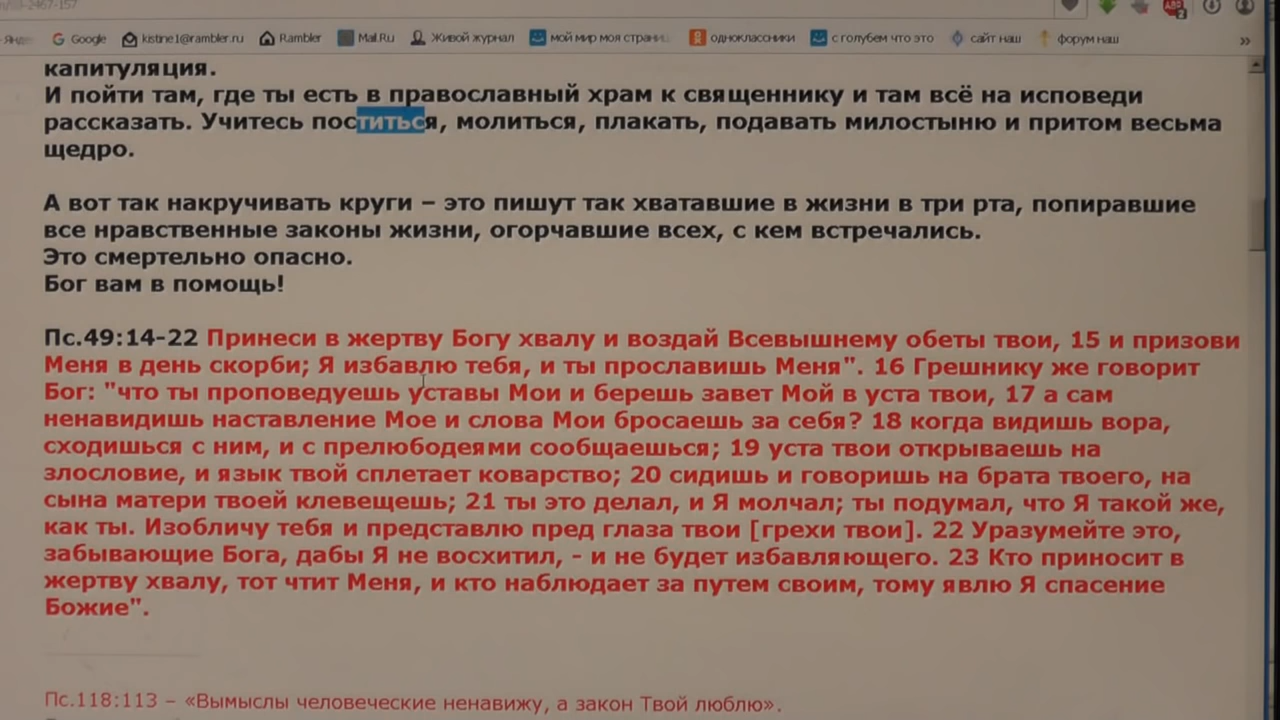 n/63-2467-157
Google
kistine1@rambler.ru
Rambler
Mail.Ru
Живой журнал
мой мир моя страни
одноклассники
с голубем что это
сайт наш
форум наш
»
капитуляция.
И пойти там, где ты есть в православный храм к священнику и там всё на исповеди
рассказать. Учитесь поститься, молиться, плакать, подавать милостыню и притом весьма
щедро.
А вот так накручивать круги – это пишут так хватавшие в жизни в три рта, попиравшие
все нравственные законы жизни, огорчавшие всех, с кем встречались.
Это смертельно опасно.
Бог вам в помощь!
Пс.49:14-22 Принеси в жертву Богу хвалу и воздай Всевышнему обеты твои, 15 и призови
Меня в день скорби; Я избавлю тебя, и ты прославишь Меня". 16 Грешнику же говорит
Бог: "что ты проповедуешь уставы Мои и берешь завет Мой в уста твои, 17 а сам
ненавидишь наставление Мое и слова Мои бросаешь за себя? 18 когда видишь вора,
сходишься с ним, и с прелюбодеями сообщаешься; 19 уста твои открываешь на
злословие, и язык твой сплетает коварство; 20 сидишь и говоришь на брата твоего, на
сына матери твоей клевещешь; 21 ты это делал, и Я молчал; ты подумал, что Я такой же,
как ты. Изобличу тебя и представлю пред глаза твои [грехи твои]. 22 Уразумейте это,
забывающие Бога, дабы Я не восхитил, - и не будет избавляющего. 23 Кто приносит в
жертву хвалу, тот чтит Меня, и кто наблюдает за путем своим, тому явлю Я спасение
Божие".
Пс.118:113 – «Вымыслы человеческие ненавижу, а закон Твой люблю».